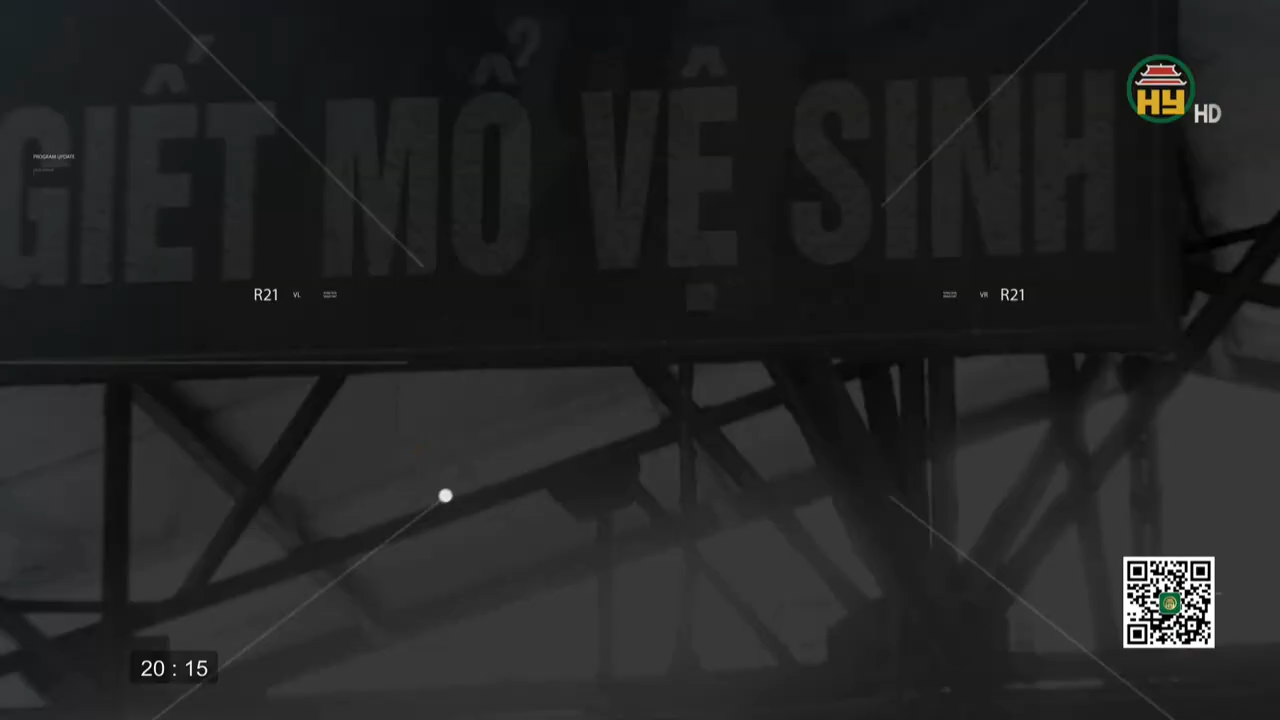 GIẾT MỔ VỆ SINH
HY HD
PROGRAM UPDATE
R21 VL
VR R21
20 : 15